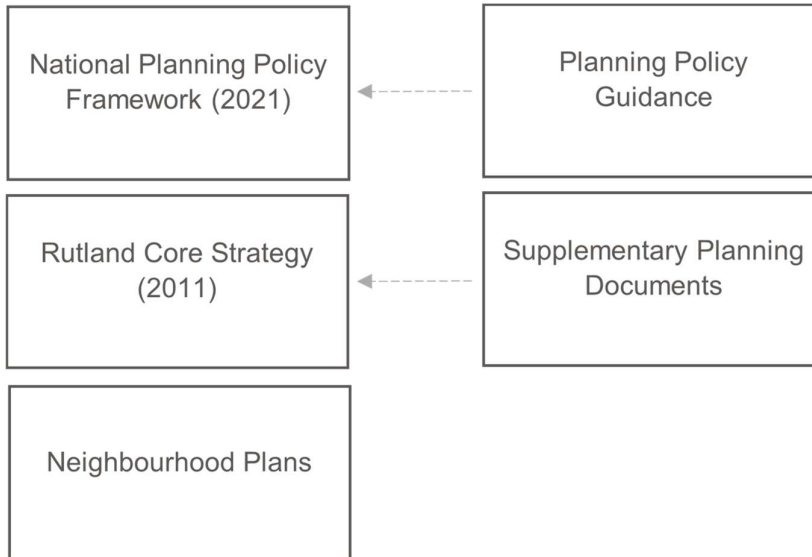 National Planning Policy
Framework (2021)
Planning Policy
Guidance
Rutland Core Strategy
(2011)
Supplementary Planning
Documents
Neighbourhood Plans